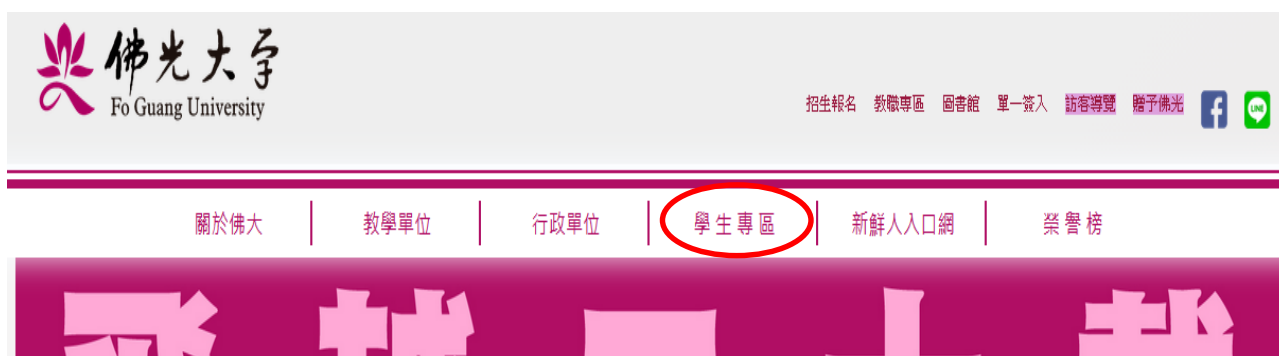 佛光大学
Fo Guang University
招生報名 教職專區 圖書館 單一簽入 訪客導覽 贈予佛光
LINE
關於佛大 教學單位 行政單位 學生專區 新鮮人入口網 榮譽榜